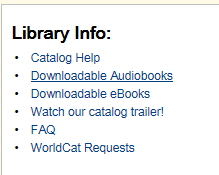 Library Info:
• Catalog Help
• Downloadable Audiobooks
• Downloadable eBooks
• Watch our catalog trailer!
• FAQ
• WorldCat Requests